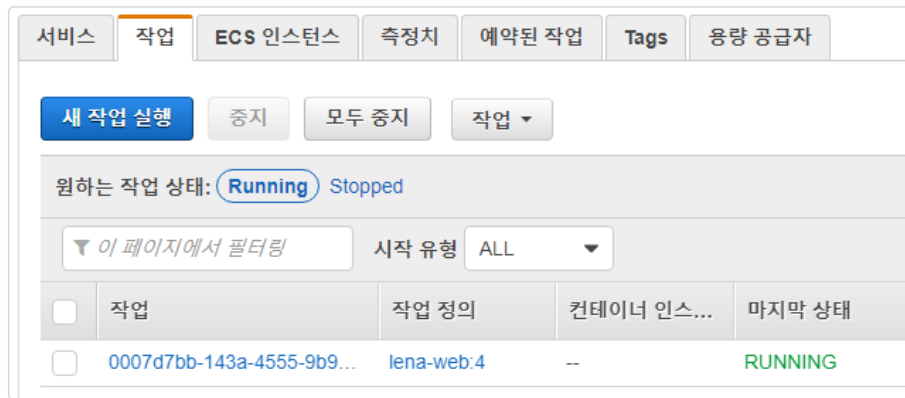 서비스 작업 ECS 인스턴스 측정치 예약된 작업 Tags 용량 공급자
새 작업 실행 중지 모두 중지 작업
원하는 작업 상태: Running Stopped
이 페이지에서 필터링 시작 유형 ALL
작업 작업 정의 컨테이너 인스... 마지막 상태
0007d7bb-143a-4555-9b9... lena-web:4 -- RUNNING